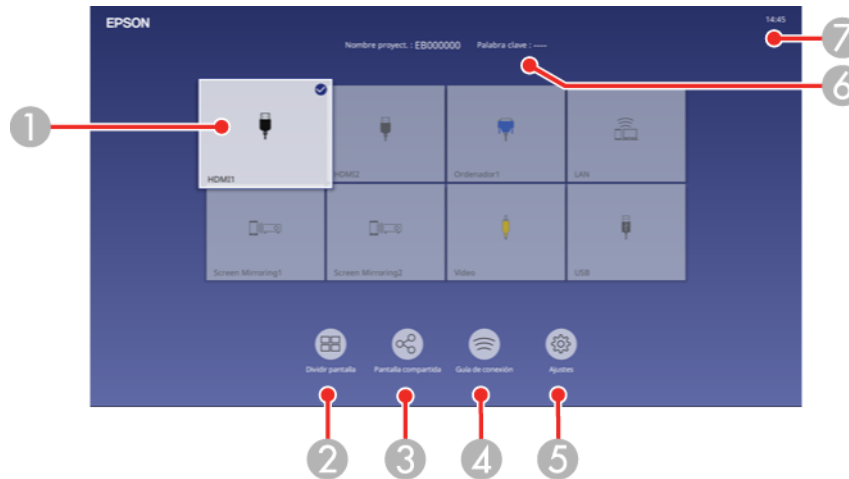 EPSON
14:45
Nombre proyect. : EB000000 Palabra clave : ----
7
6
1
HDMI1
HDMI2
Ordenador1
LAN
Screen Mirroring1
Screen Mirroring2
Vídeo
USB
Dividir pantalla
Pantalla compartida
Guía de conexión
Ajustes
2
3
4
5